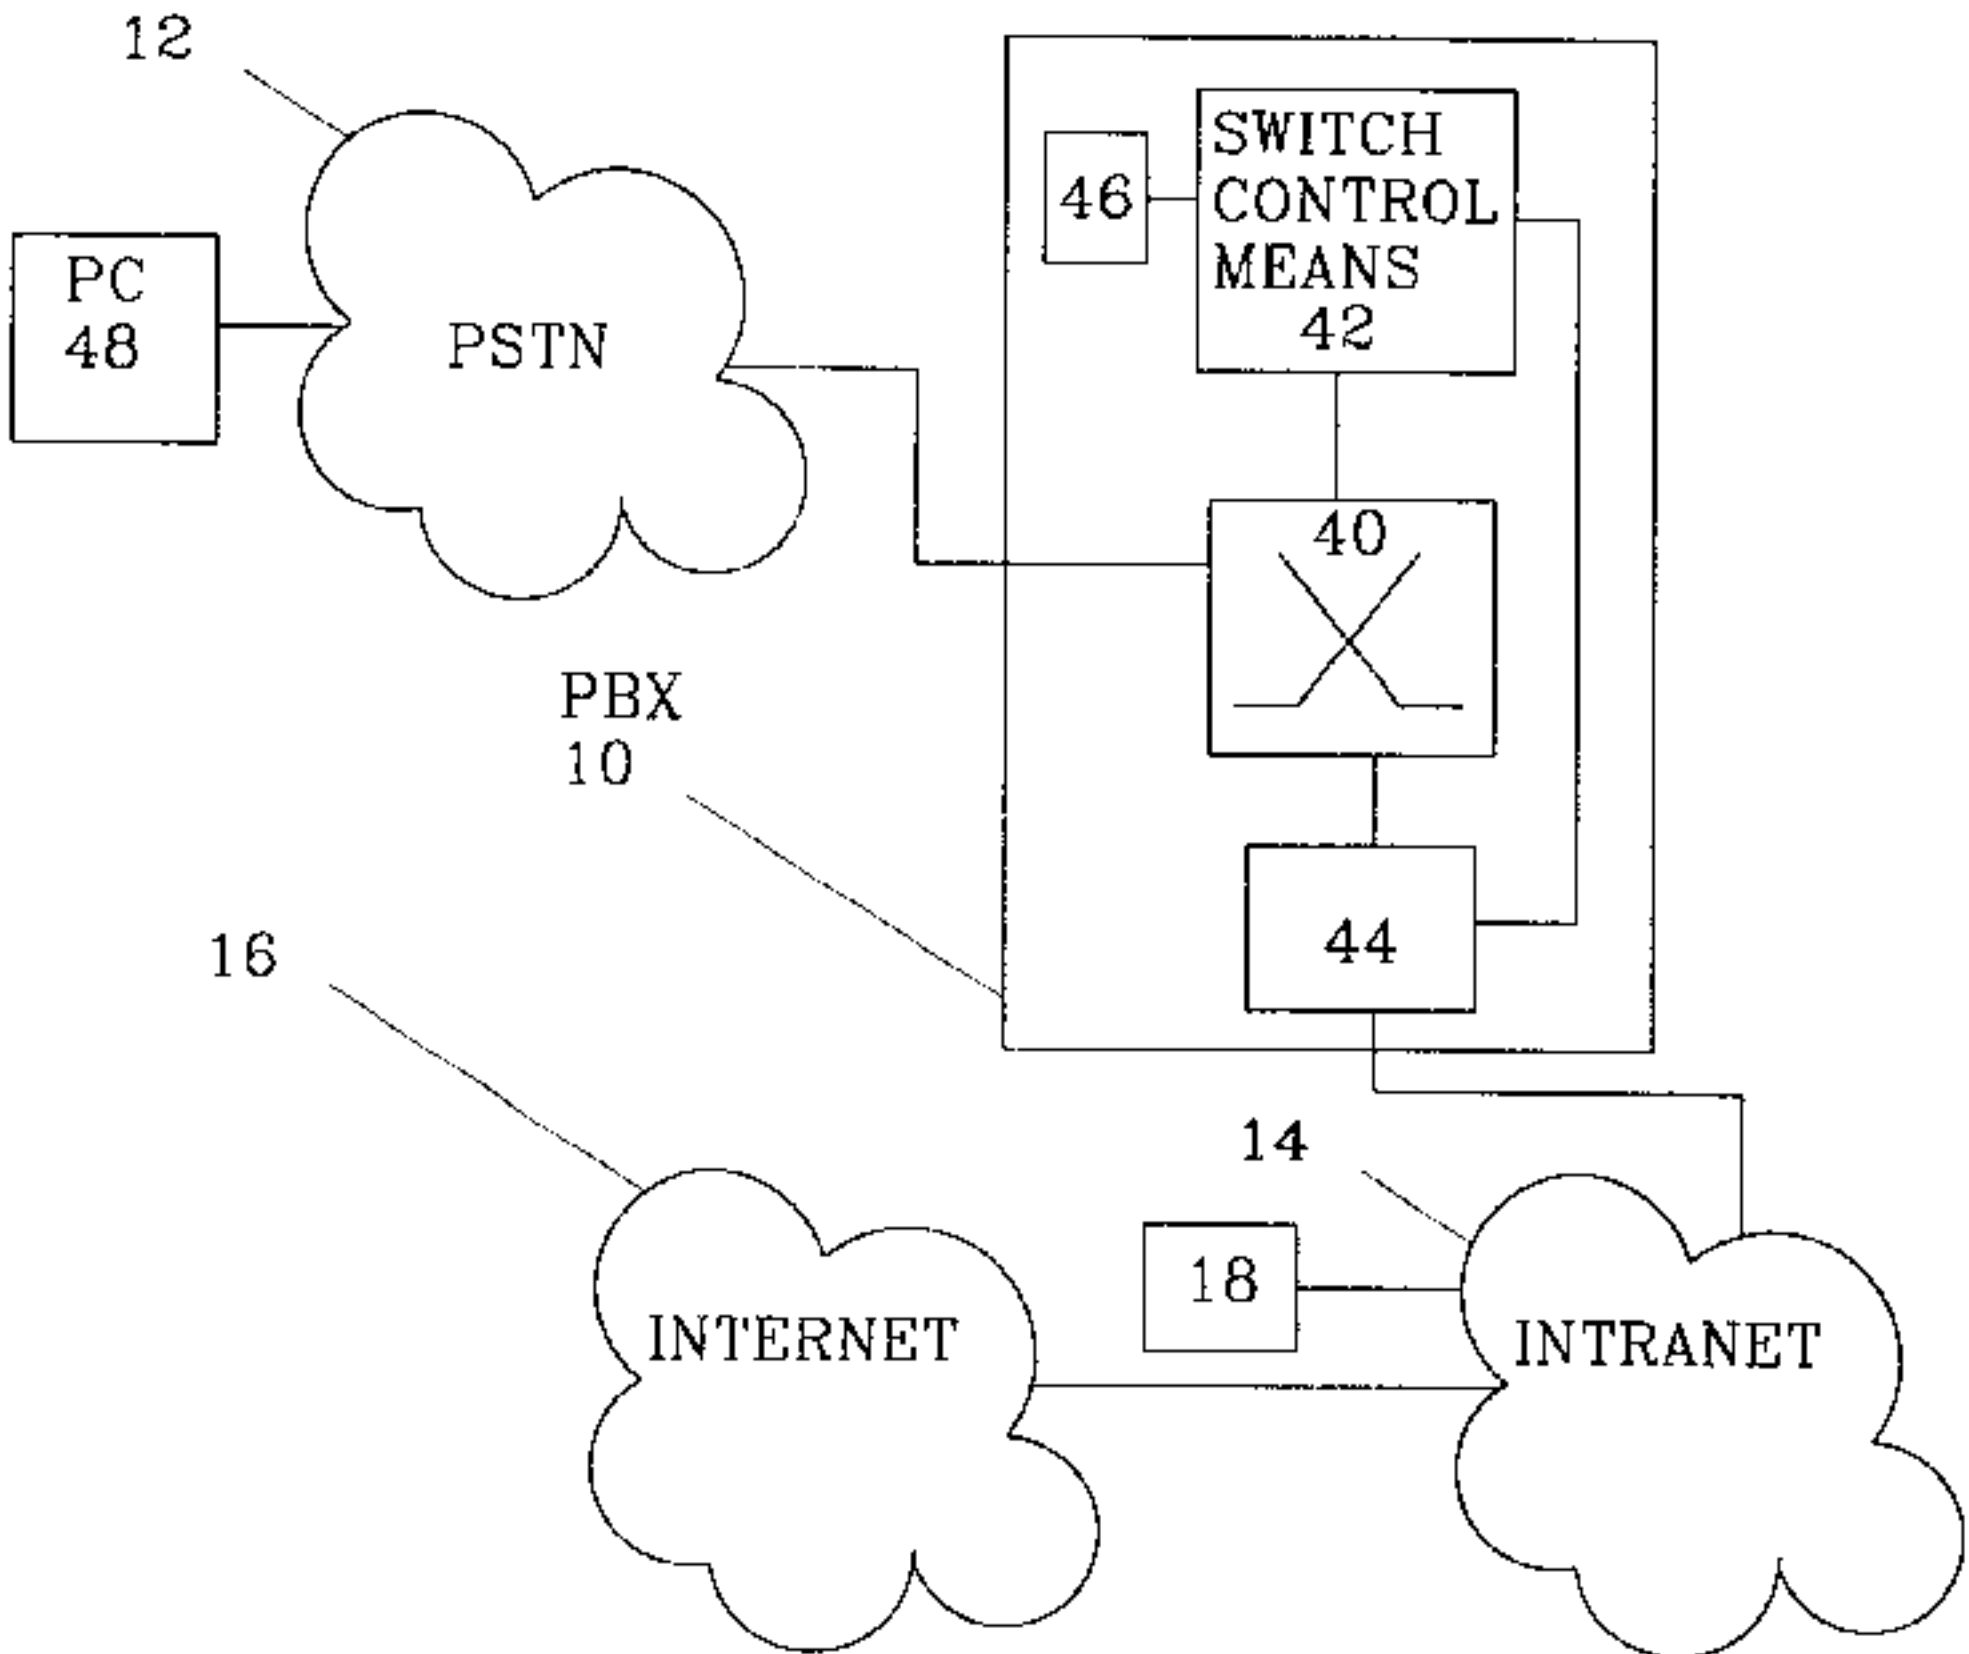 12
PC
48
PSTN
46
SWITCH
CONTROL
MEANS
42
40
PBX
10
44
16
14
18
INTERNET
INTRANET